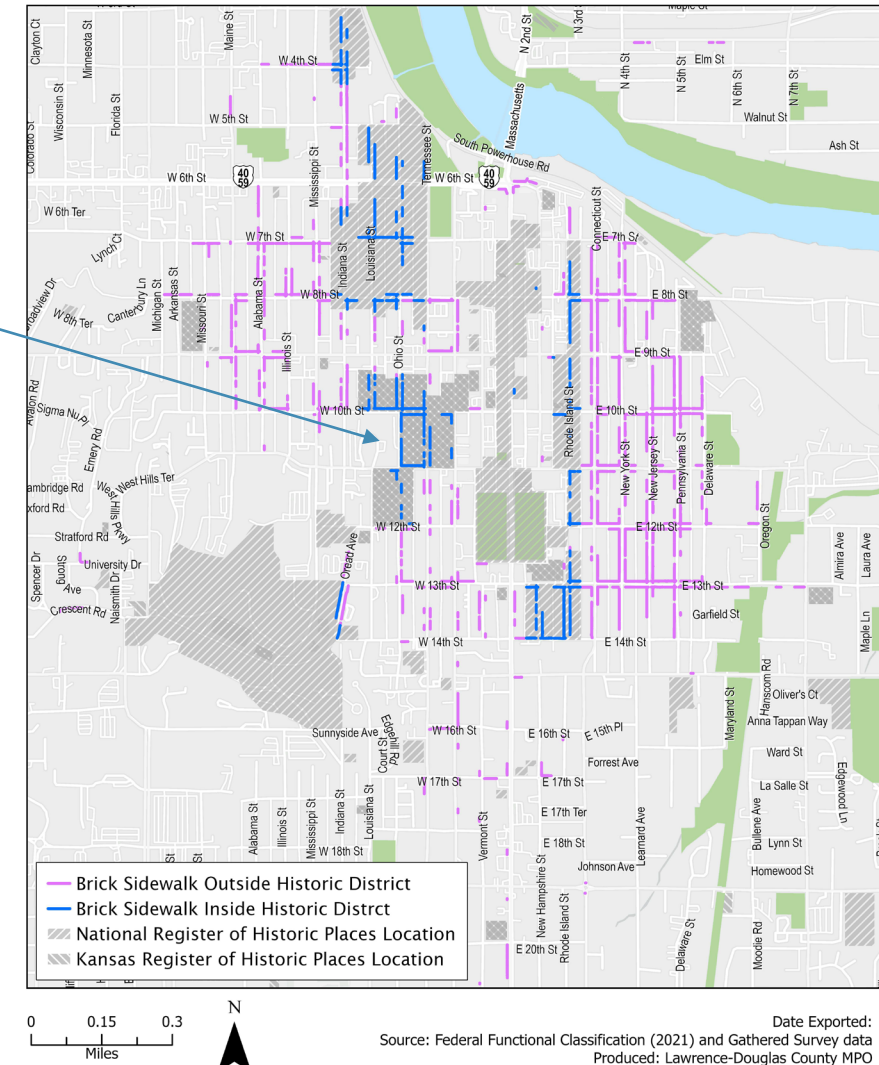 Maple St
Clayton Ct
Minnesota St
Maine St
N 2nd St
N 3rd
Elm St
W 4th St
N 4th St
N 5th St
N 6th St
N 7th St
Wisconsin St
Florida St
Massachusetts
Walnut St
Colorado St
W 5th St
Ash St
South Powerhouse Rd
Tennessee St
Mississippi St
W 6th St
40
59
W 6th St
40
59
W 6th Ter
Connecticut St
Lynch Ct
W 7th St
E 7th St
Indiana St
Louisiana St
Michigan St
Arkansas St
Missouri St
Alabama St
Broadview Dr
Canterbury Ln
W 8th St
E 8th St
W 8th Ter
Illinois St
Ohio St
E 9th St
Avalon Rd
Sigma Nu Pl
W 10th St
Rhode Island St
E 10th St
Emery Rd
New York St
New Jersey St
Pennsylvania St
Delaware St
ambridge Rd
West Hills Ter
West Hills Pkwy
xford Rd
W 12th St
E 12th St
Oregon St
Stratford Rd
Oread Ave
Almira Ave
Laura Ave
Spencer Dr
Strong Ave
University Dr
Naismith Dr
Crescent Rd
W 13th St
E 13th St
Garfield St
Maple Ln
W 14th St
E 14th St
Hanscom Rd
Maryland St
Oliver's Ct
Anna Tappan Way
Sunnyside Ave
Court St
Edgehill Rd
W 16th St
E 16th St
E 15th Pl
Ward St
Forrest Ave
W 17th St
E 17th St
La Salle St
Edgewood Ln
Alabama St
Illinois St
Mississippi St
Indiana St
Louisiana St
Vermont St
E 17th Ter
Learnard Ave
Bullene Ave
Lynn St
W 18th St
E 18th St
St
St
Johnson Ave
Homewood St
New Hampshire St
Rhode Island St
Delaware St
Moodie Rd
E 20th St
Brick Sidewalk Outside Historic District
Brick Sidewalk Inside Historic Distrct
National Register of Historic Places Location
Kansas Register of Historic Places Location
0 0.15 0.3
Miles
N
Date Exported:
Source: Federal Functional Classification (2021) and Gathered Survey data
Produced: Lawrence-Douglas County MPO